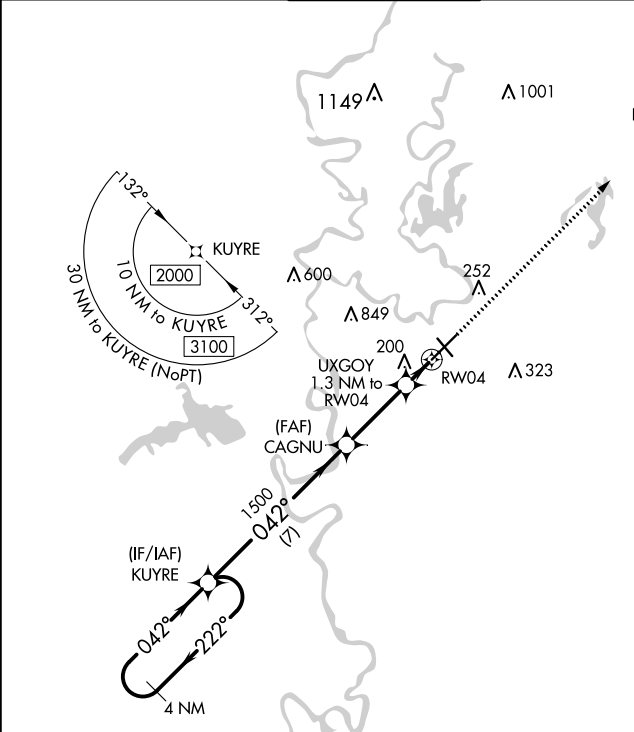 1149
1001
132°
KUYRE
2000
10 NM to KUYRE
312°
30 NM to KUYRE (NoPT)
3100
600
252
849
200
UXGOY
1.3 NM to
RW04
RW04
323
(FAF)
CAGNU
1500
042°
(7)
(IF/IAF)
KUYRE
042°
222°
4 NM